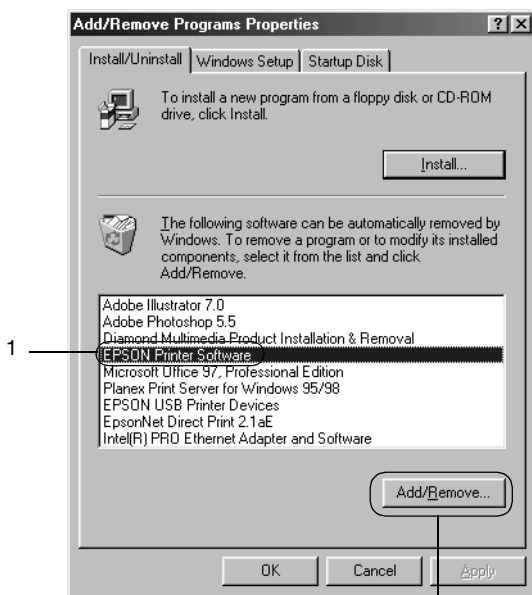 Add/Remove Programs Properties
Install/Uninstall
Windows Setup
Startup Disk
To install a new program from a floppy disk or CD-ROM
drive, click Install.
Install...
The following software can be automatically removed by
Windows. To remove a program or to modify its installed
components, select it from the list and click
Add/Remove.
Adobe Illustrator 7.0
Adobe Photoshop 5.5
Diamond Multimedia Product Installation & Removal
1
EPSON Printer Software
Microsoft Office 97, Professional Edition
Planex Print Server for Windows 95/98
EPSON USB Printer Devices
EpsonNet Direct Print 2.1aE
Intel(R) PRO Ethernet Adapter and Software
Add/Remove...
OK
Cancel
Apply